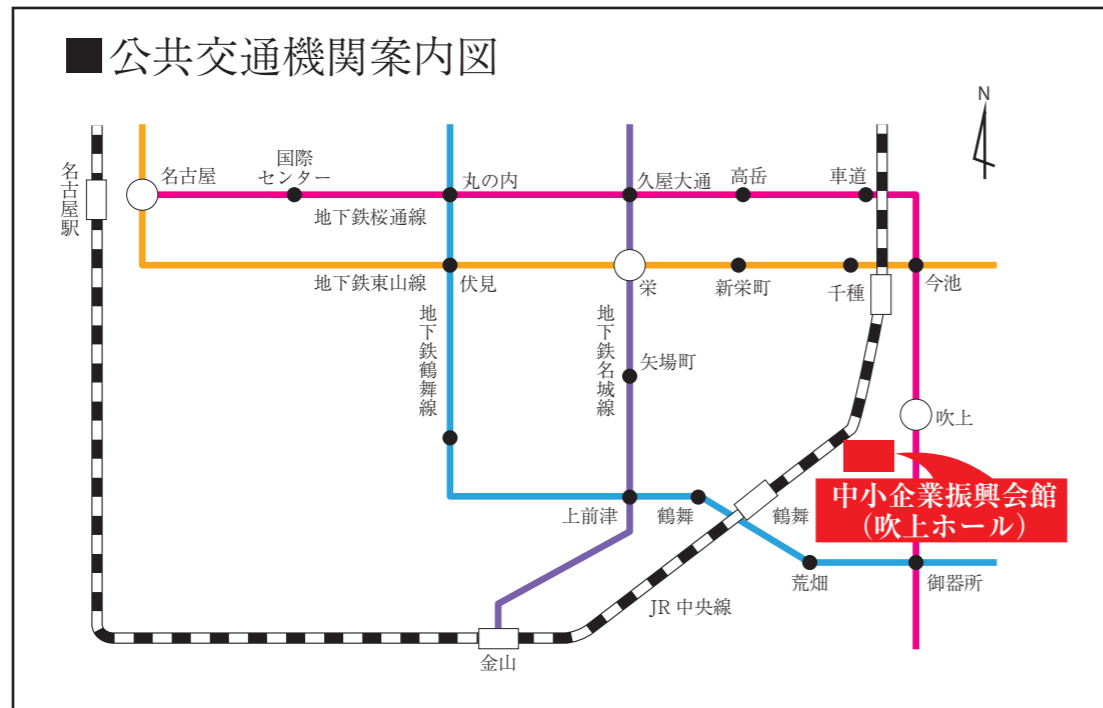 ■公共交通機関案内図
N
名古屋駅
名古屋
国際
センター
丸の内
久屋大通
高岳
車道
地下鉄桜通線
地下鉄東山線
伏見
栄
新栄町
千種
今池
地下鉄鶴舞線
地下鉄名城線
矢場町
吹上
中小企業振興会館
（吹上ホール）
上前津
鶴舞
鶴舞
荒畑
御器所
JR 中央線
金山